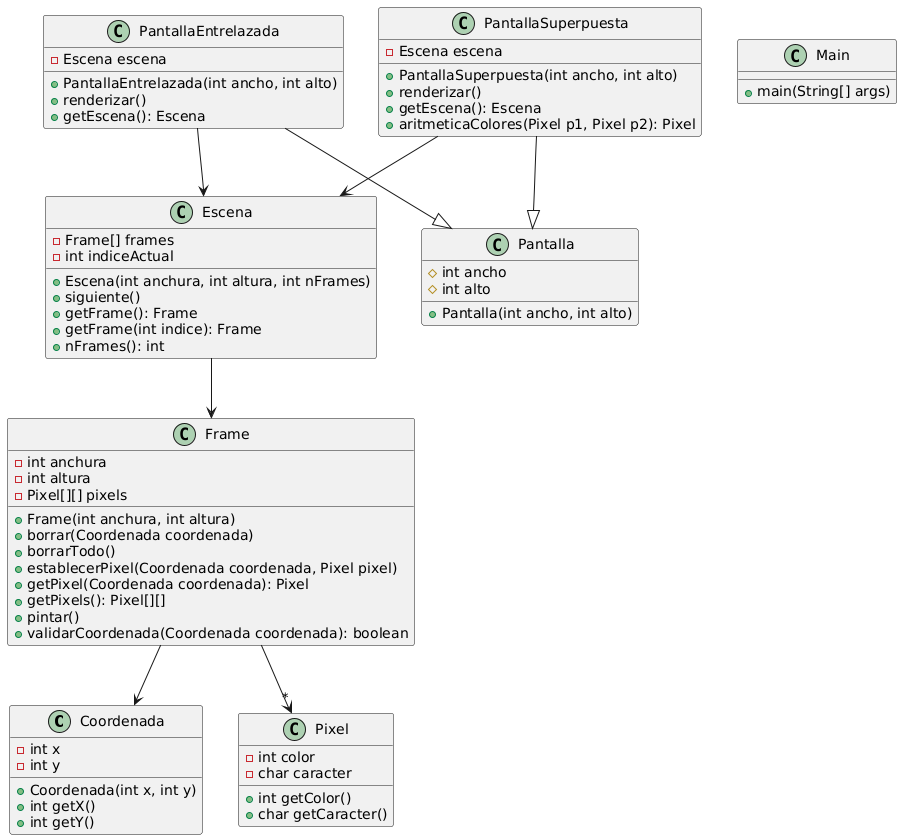 C PantallaEntrelazada
Escena escena
PantallaEntrelazada(int ancho, int alto)
renderizar()
getEscena(): Escena
C PantallaSuperpuesta
Escena escena
PantallaSuperpuesta(int ancho, int alto)
renderizar()
getEscena(): Escena
aritmeticaColores(Pixel p1, Pixel p2): Pixel
C Main
main(String[] args)
C Escena
Frame[] frames
int indiceActual
Escena(int anchura, int altura, int nFrames)
siguiente()
getFrame(): Frame
getFrame(int indice): Frame
nFrames(): int
C Pantalla
int ancho
int alto
Pantalla(int ancho, int alto)
C Frame
int anchura
int altura
Pixel[][] pixels
Frame(int anchura, int altura)
borrar(Coordenada coordenada)
borrarTodo()
establecerPixel(Coordenada coordenada, Pixel pixel)
getPixel(Coordenada coordenada): Pixel
getPixels(): Pixel[][]
pintar()
validarCoordenada(Coordenada coordenada): boolean
*
C Coordenada
int x
int y
Coordenada(int x, int y)
int getX()
int getY()
C Pixel
int color
char caracter
int getColor()
char getCaracter()